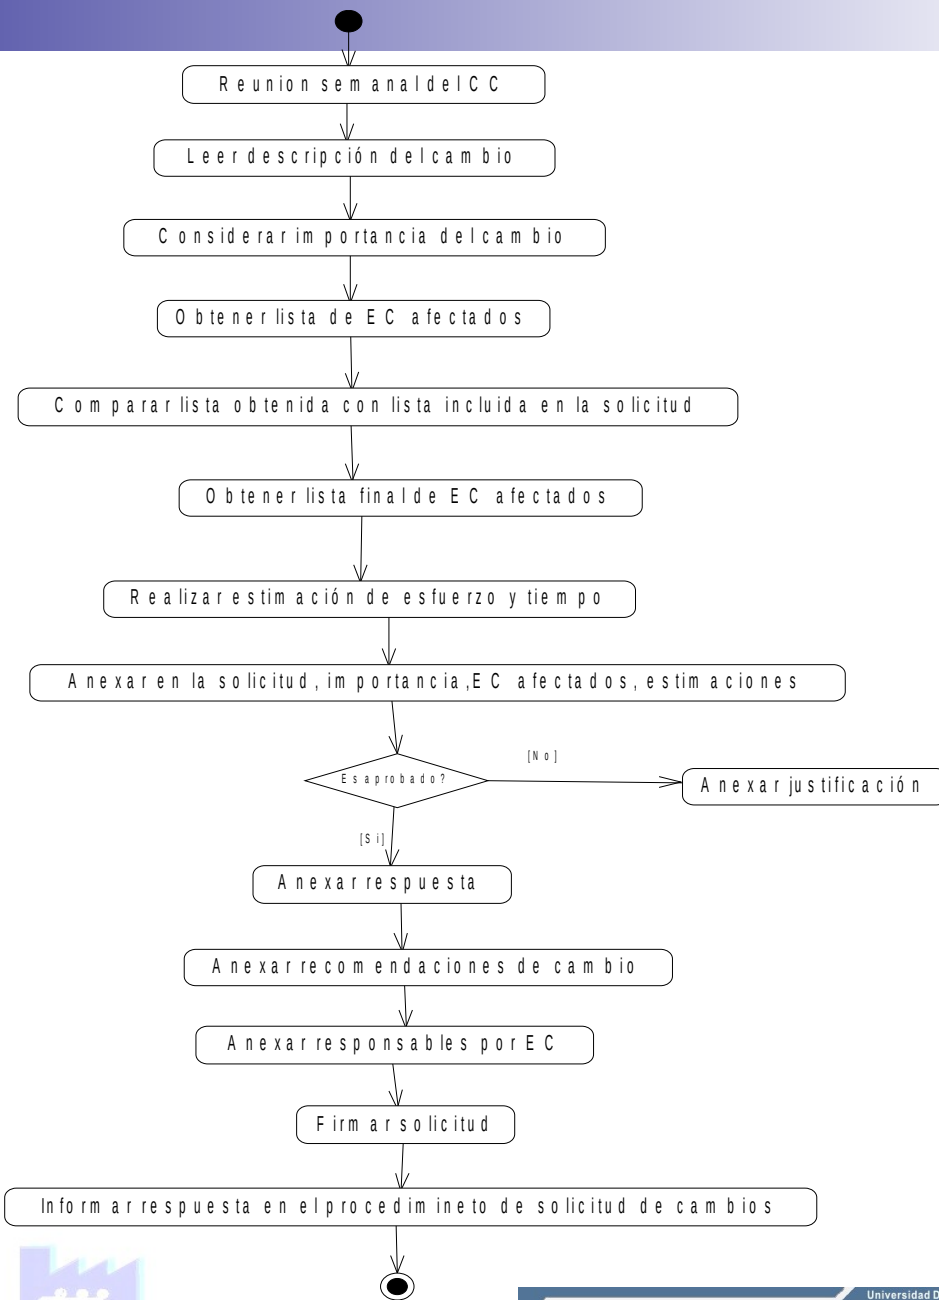 Reunion semanal del CC
Leer descripción del cambio
Considerar importancia del cambio
Obtener lista de EC afectados
Comparar lista obtenida con lista incluida en la solicitud
Obtener lista final de EC afectados
Realizar estimación de esfuerzo y tiempo
Anexar en la solicitud, importancia,EC afectados, estimaciones
[No]
Es aprobado?
Anexar justificación
[Si]
Anexar respuesta
Anexar recomendaciones de cambio
Anexar responsables por EC
Firmar solicitud
Informar respuesta en el procedimineto de solicitud de cambios
Universidad D